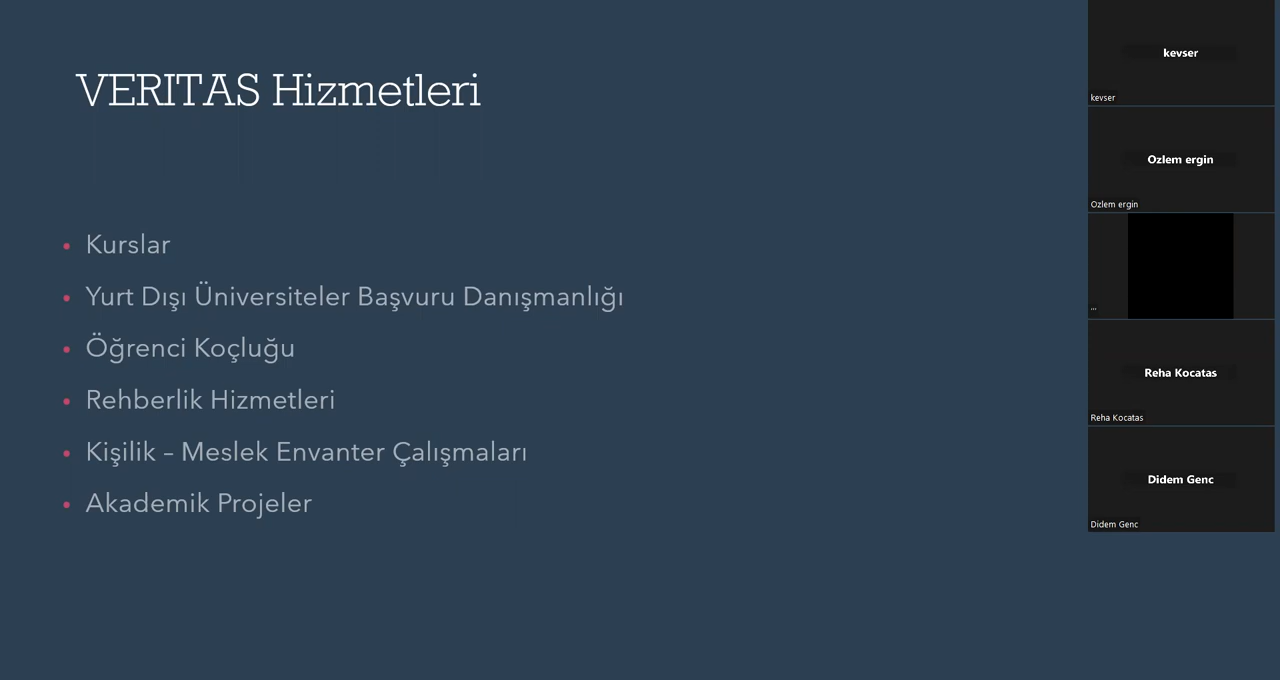 VERITAS Hizmetleri
• Kurslar
• Yurt Dışı Üniversiteler Başvuru Danışmanlığı
• Öğrenci Koçluğu
• Rehberlik Hizmetleri
• Kişilik – Meslek Envanter Çalışmaları
• Akademik Projeler
kevser
kevser
Ozlem ergin
Ozlem ergin
...
Reha Kocatas
Reha Kocatas
Didem Genc
Didem Genc